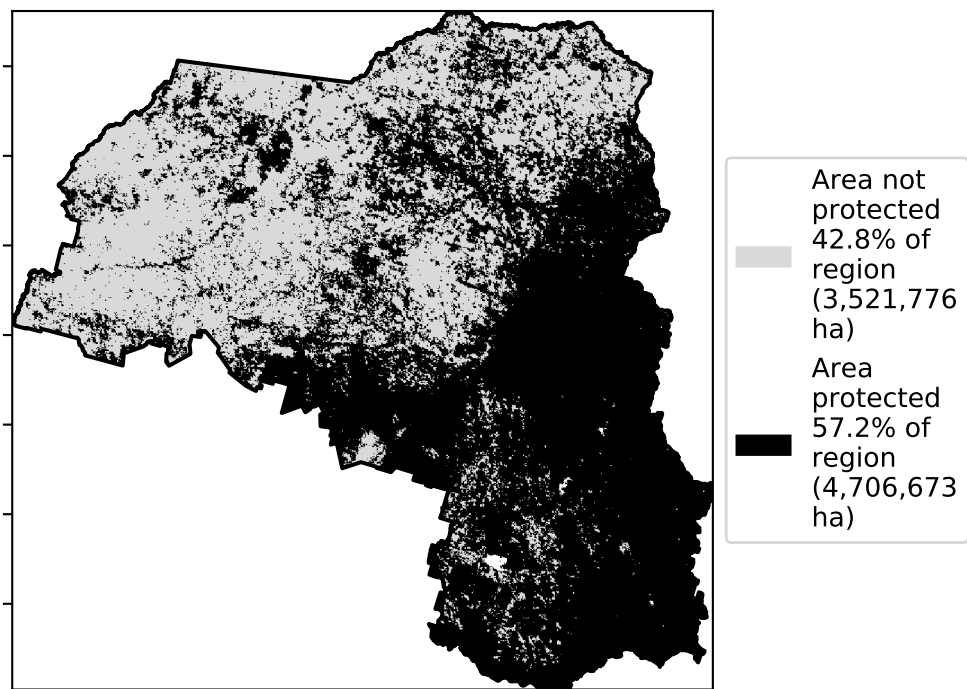 Area not
protected
42.8% of
region
(3,521,776
ha)
Area
protected
57.2% of
region
(4,706,673
ha)